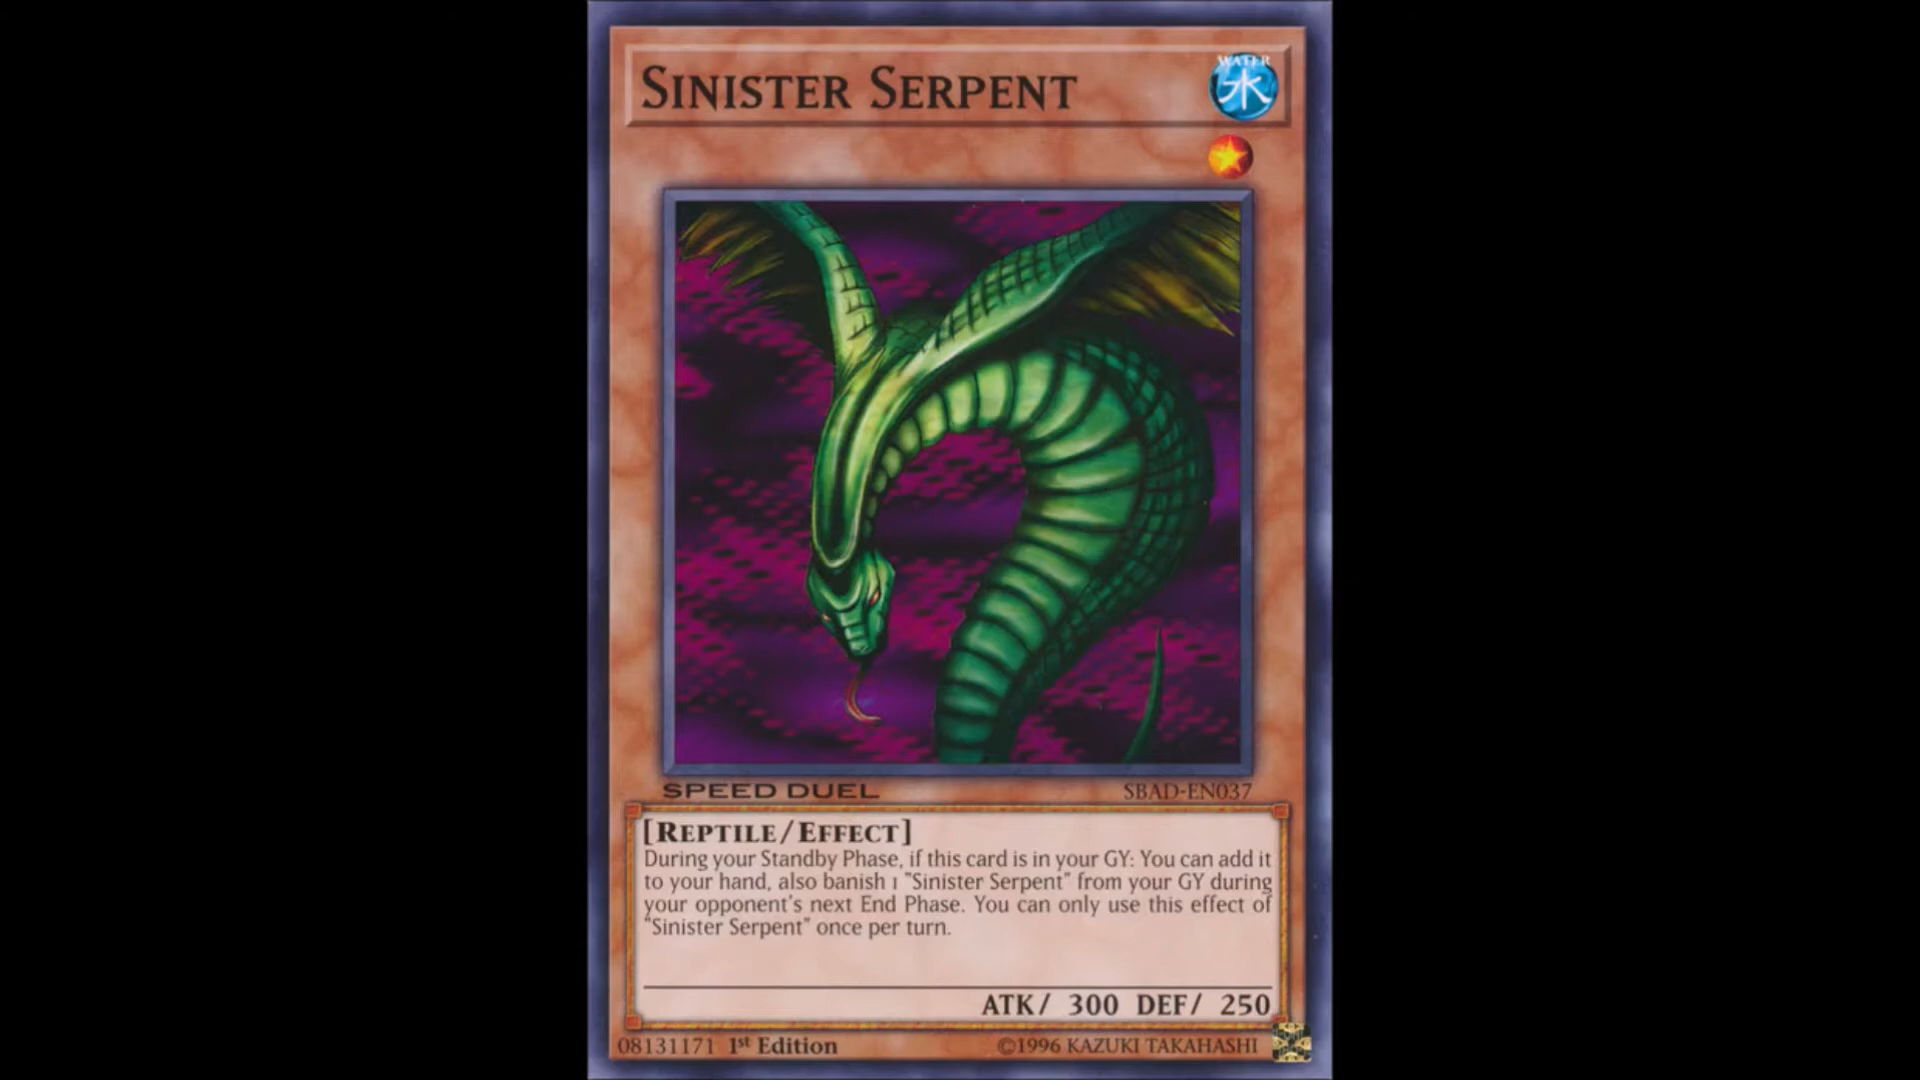 SINISTER SERPENT
WATER
水
SPEED DUEL
SBAD-EN037
[REPTILE/EFFECT]
During your Standby Phase, if this card is in your GY: You can add it
to your hand, also banish 1 "Sinister Serpent" from your GY during
your opponent's next End Phase. You can only use this effect of
"Sinister Serpent" once per turn.
ATK/ 300 DEF/ 250
08131171 1st Edition
©1996 KAZUKI TAKAHASHI